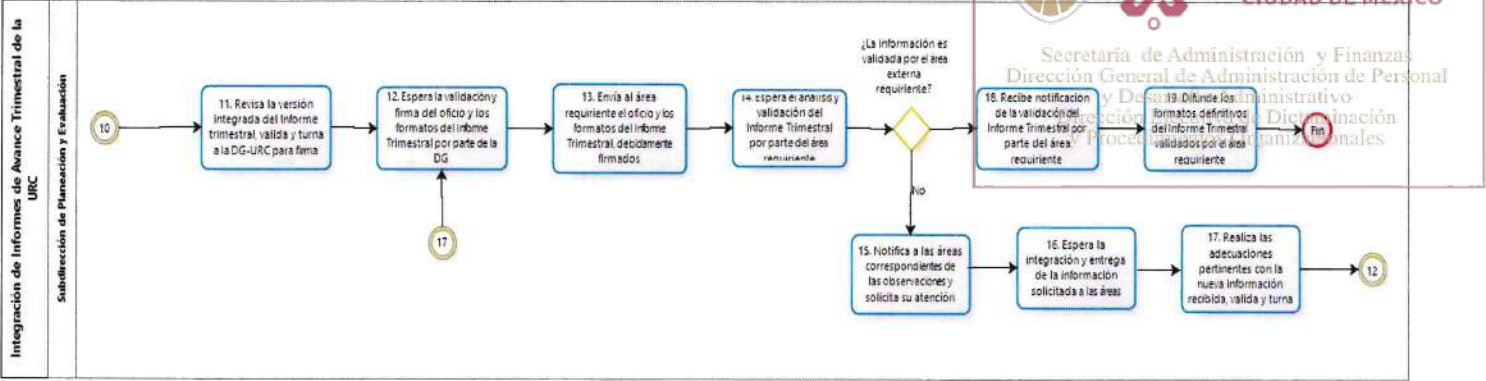 Integración de Informes de Avance Trimestral de la
URC
Subdirección de Planeación y Evaluación
10
11. Revisa la versión
integrada del Informe
trimestral, valida y turna
a la DG-URC para firma
12. Espera la validación y
firma del oficio y los
formatos del Informe
Trimestral por parte de la
DG
17
13. Envía al área
requirente el oficio y los
formatos del Informe
Trimestral, debidamente
firmados
14. Espera el análisis y
validación del
Informe Trimestral
por parte del área
requirente
¿La información es
validada por el área
externa
requiriente?
No
15. Notifica a las áreas
correspondientes de
las observaciones y
solicita su atención
16. Espera la
integración y entrega
de la información
solicitada a las áreas
17. Realiza las
adecuaciones
pertinentes con la
nueva información
recibida, valida y turna
12
18. Recibe notificación
de la validación del
Informe Trimestral por
parte del área
requirente
19. Difunde los
formatos definitivos
del Informe Trimestral
validados por el área
requirente
Fin
CIUDAD DE MÉXICO
Secretaría de Administración y Finanzas
Dirección General de Administración de Personal
y Desarrollo Administrativo
Dirección de Dictaminación
y Procedimientos Organizacionales